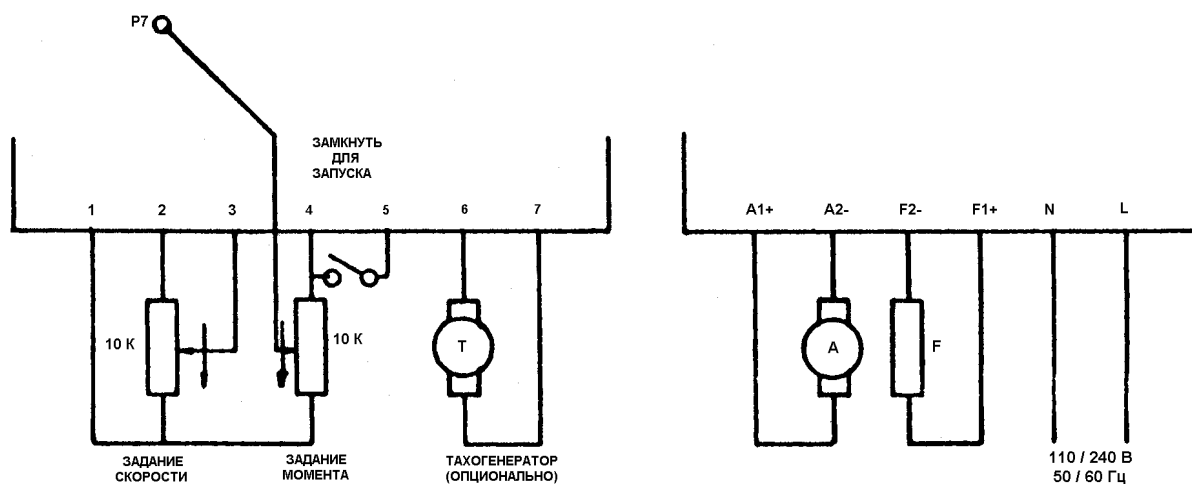 P7
ЗАМКНУТЬ
ДЛЯ
ЗАПУСКА
1 2 3 4 5 6 7
A1+ A2- F2- F1+ N L
10 К
10 К
T
A
F
ЗАДАНИЕ
СКОРОСТИ
ЗАДАНИЕ
МОМЕНТА
ТАХОГЕНЕРАТОР
(ОПЦИОНАЛЬНО)
110 / 240 В
50 / 60 Гц